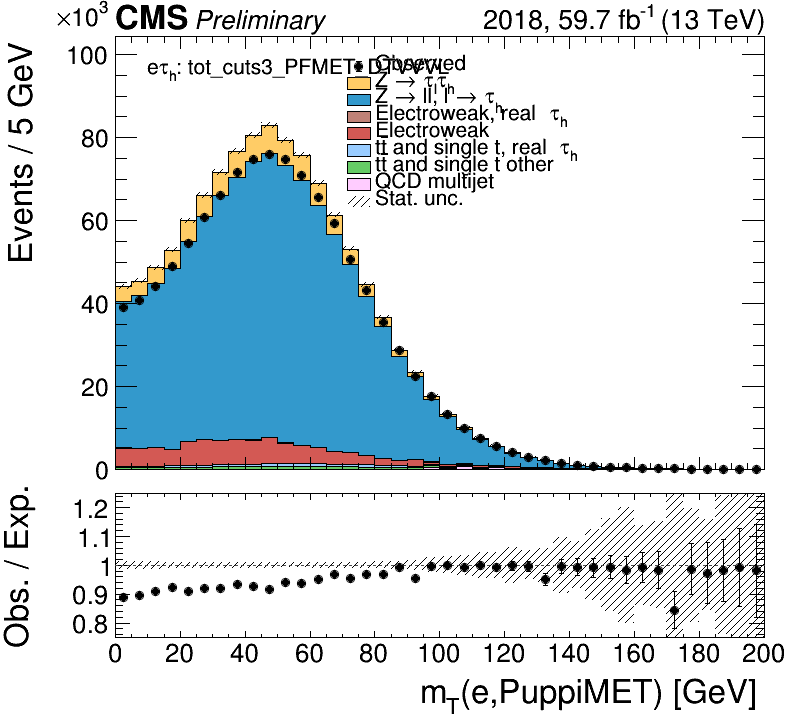 ×10³ CMS Preliminary 2018, 59.7 fb⁻¹ (13 TeV)
eτₕ: tot_cuts3_PFMET
Observed
Z → τₗτₕ
Z → ll, l → τₕ
Electroweak, real τₕ
Electroweak
tt̄ and single t, real τₕ
tt̄ and single t other
QCD multijet
Stat. unc.
Events / 5 GeV
100
80
60
40
20
0
Obs. / Exp.
1.2
1.1
1
0.9
0.8
0 20 40 60 80 100 120 140 160 180 200
m_T(e,PuppiMET) [GeV]